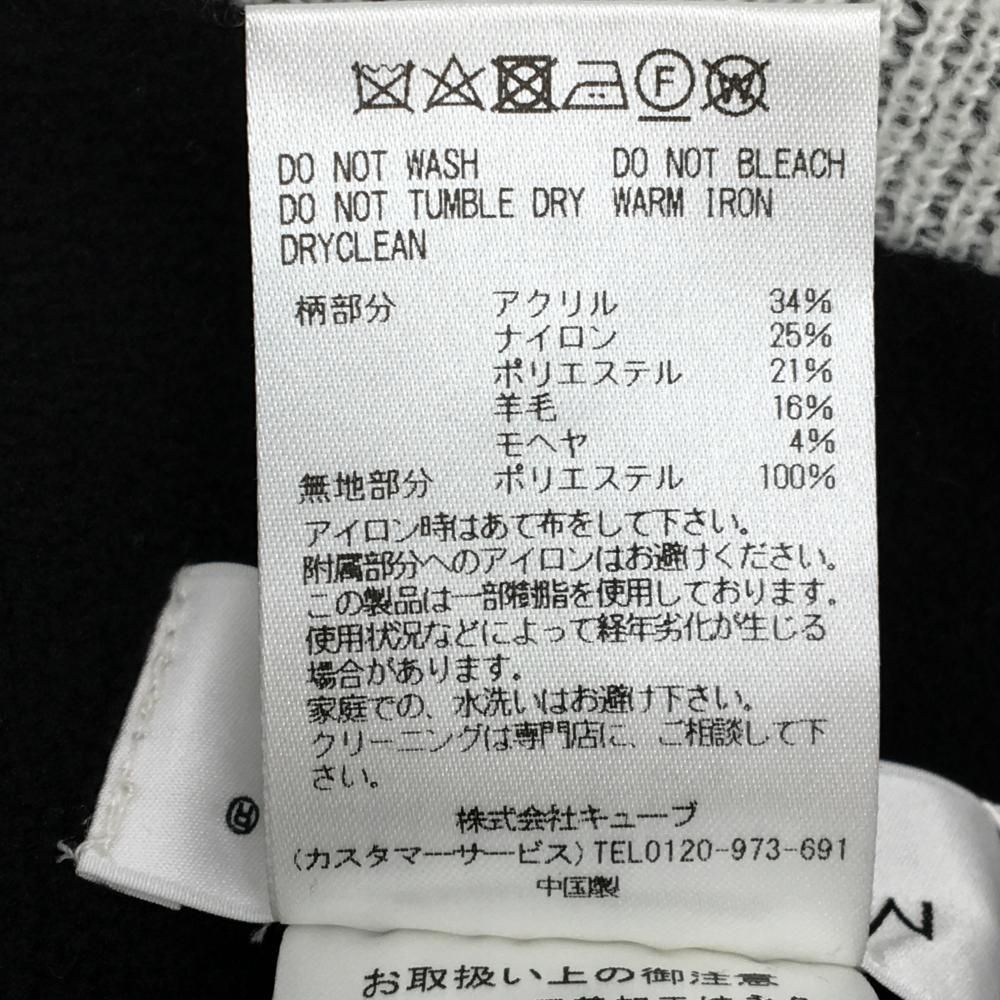 F W
DO NOT WASH DO NOT BLEACH
DO NOT TUMBLE DRY WARM IRON
DRYCLEAN
柄部分 アクリル 34%
ナイロン 25%
ポリエステル 21%
羊毛 16%
モヘヤ 4%
無地部分 ポリエステル 100%
アイロン時はあて布をして下さい。
附属部分へのアイロンはお避けください。
この製品は一部樹脂を使用しております。
使用状況などによって経年劣化が生じる
場合があります。
家庭での、水洗いはお避け下さい。
クリーニングは専門店に、ご相談して下
さい。
株式会社キューブ
(カスタマーサービス)TEL0120-973-691
中国製
®
お取扱い上の御注意